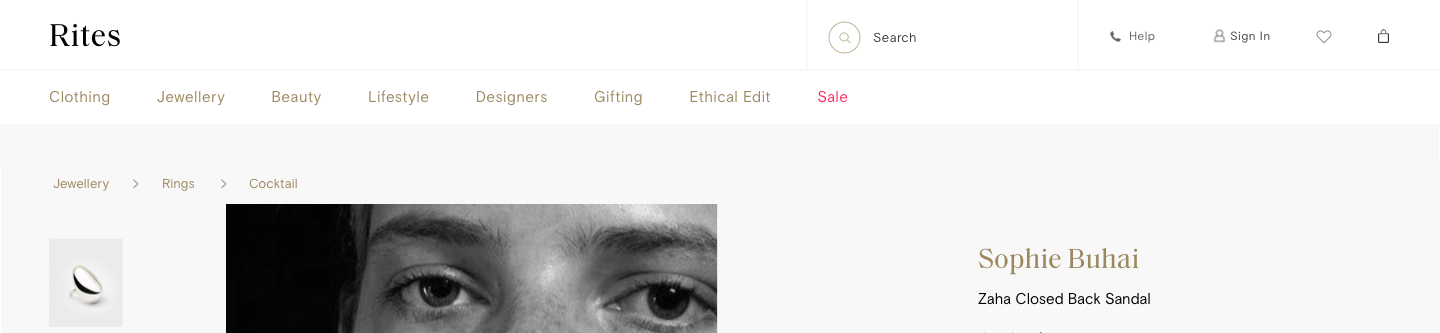 Rites
Search
Help
Sign In
Clothing Jewellery Beauty Lifestyle Designers Gifting Ethical Edit Sale
Jewellery > Rings > Cocktail
Sophie Buhai
Zaha Closed Back Sandal